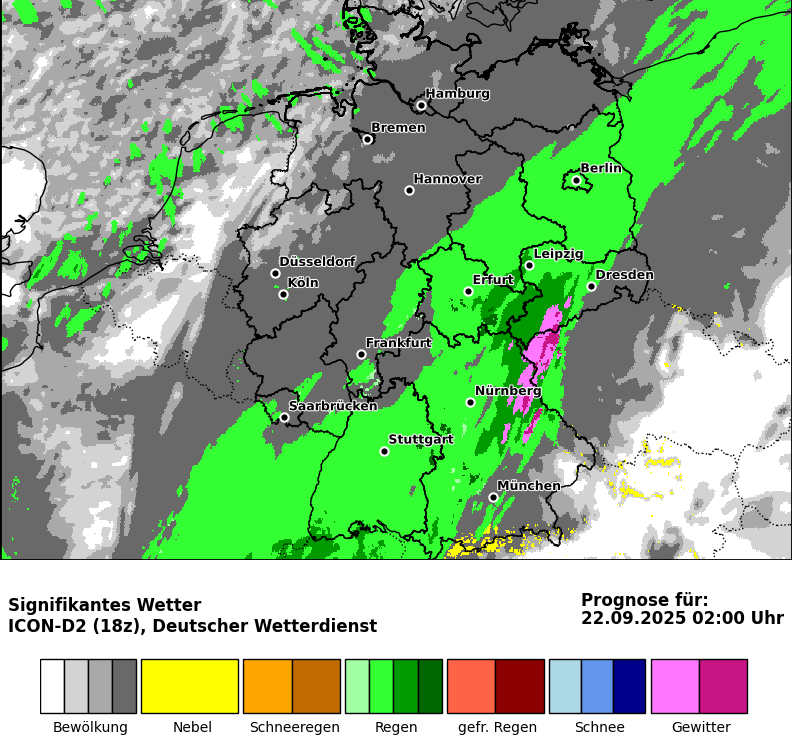 Hamburg
Bremen
Berlin
Hannover
Leipzig
Düsseldorf
Dresden
Erfurt
Köln
Frankfurt
Nürnberg
Saarbrücken
Stuttgart
München
Signifikantes Wetter
ICON-D2 (18z), Deutscher Wetterdienst
Prognose für:
22.09.2025 02:00 Uhr
Bewölkung Nebel Schneeregen Regen gefr. Regen Schnee Gewitter